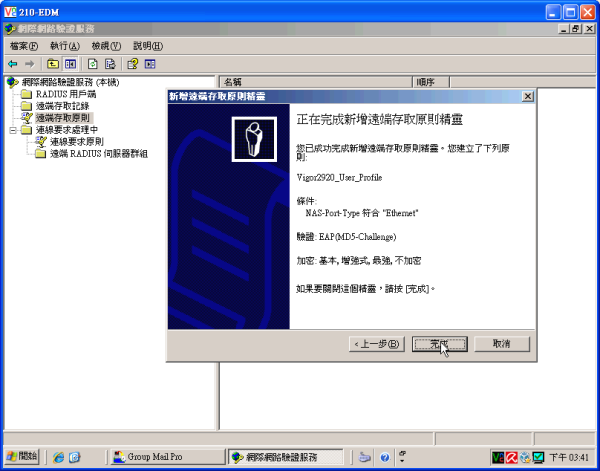 210-EDM
網際網路驗證服務
檔案(F) 執行(A) 檢視(V) 說明(H)
網際網路驗證服務 (本機)
RADIUS 用戶端
遠端存取記錄
遠端存取原則
連線要求處理中
連線要求原則
遠端 RADIUS 伺服器群組
名稱 順序
新增遠端存取原則精靈
正在完成新增遠端存取原則精靈
您已成功完成新增遠端存取原則精靈。您建立了下列原
則:
Vigor2920_User_Profile
條件:
NAS-Port-Type 符合 "Ethernet"
驗證: EAP(MD5-Challenge)
加密: 基本, 增強式, 最強, 不加密
如果要關閉這個精靈，請按 [完成]。
<上一步(B) 完成 取消
開始 Group Mail Pro 網際網路驗證服務 下午 03:41